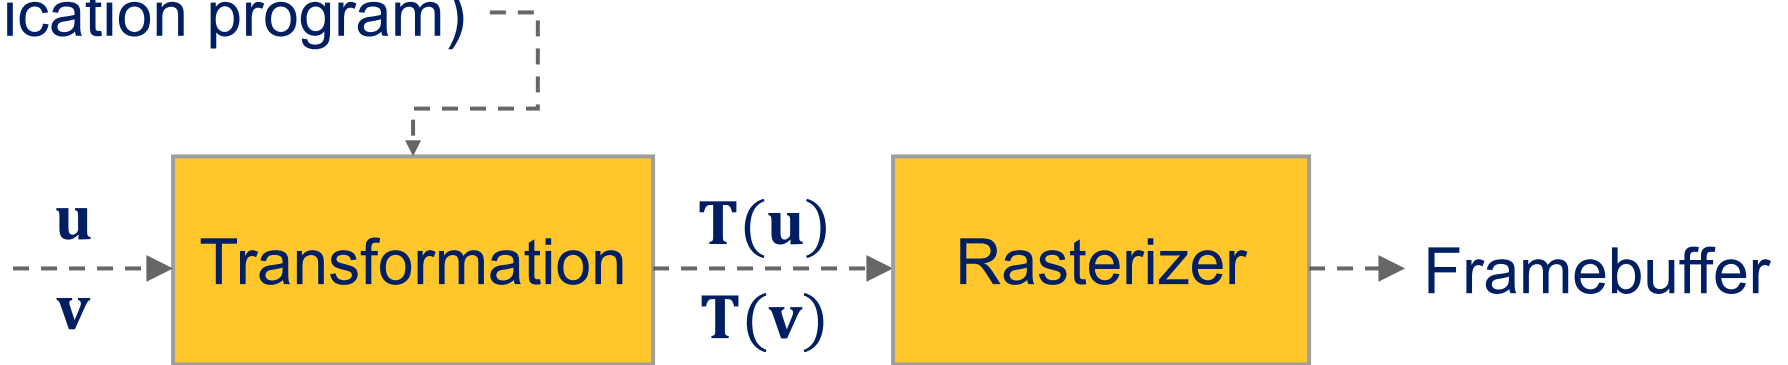 ication program)
u
v
Transformation
T(u)
T(v)
Rasterizer
Framebuffer